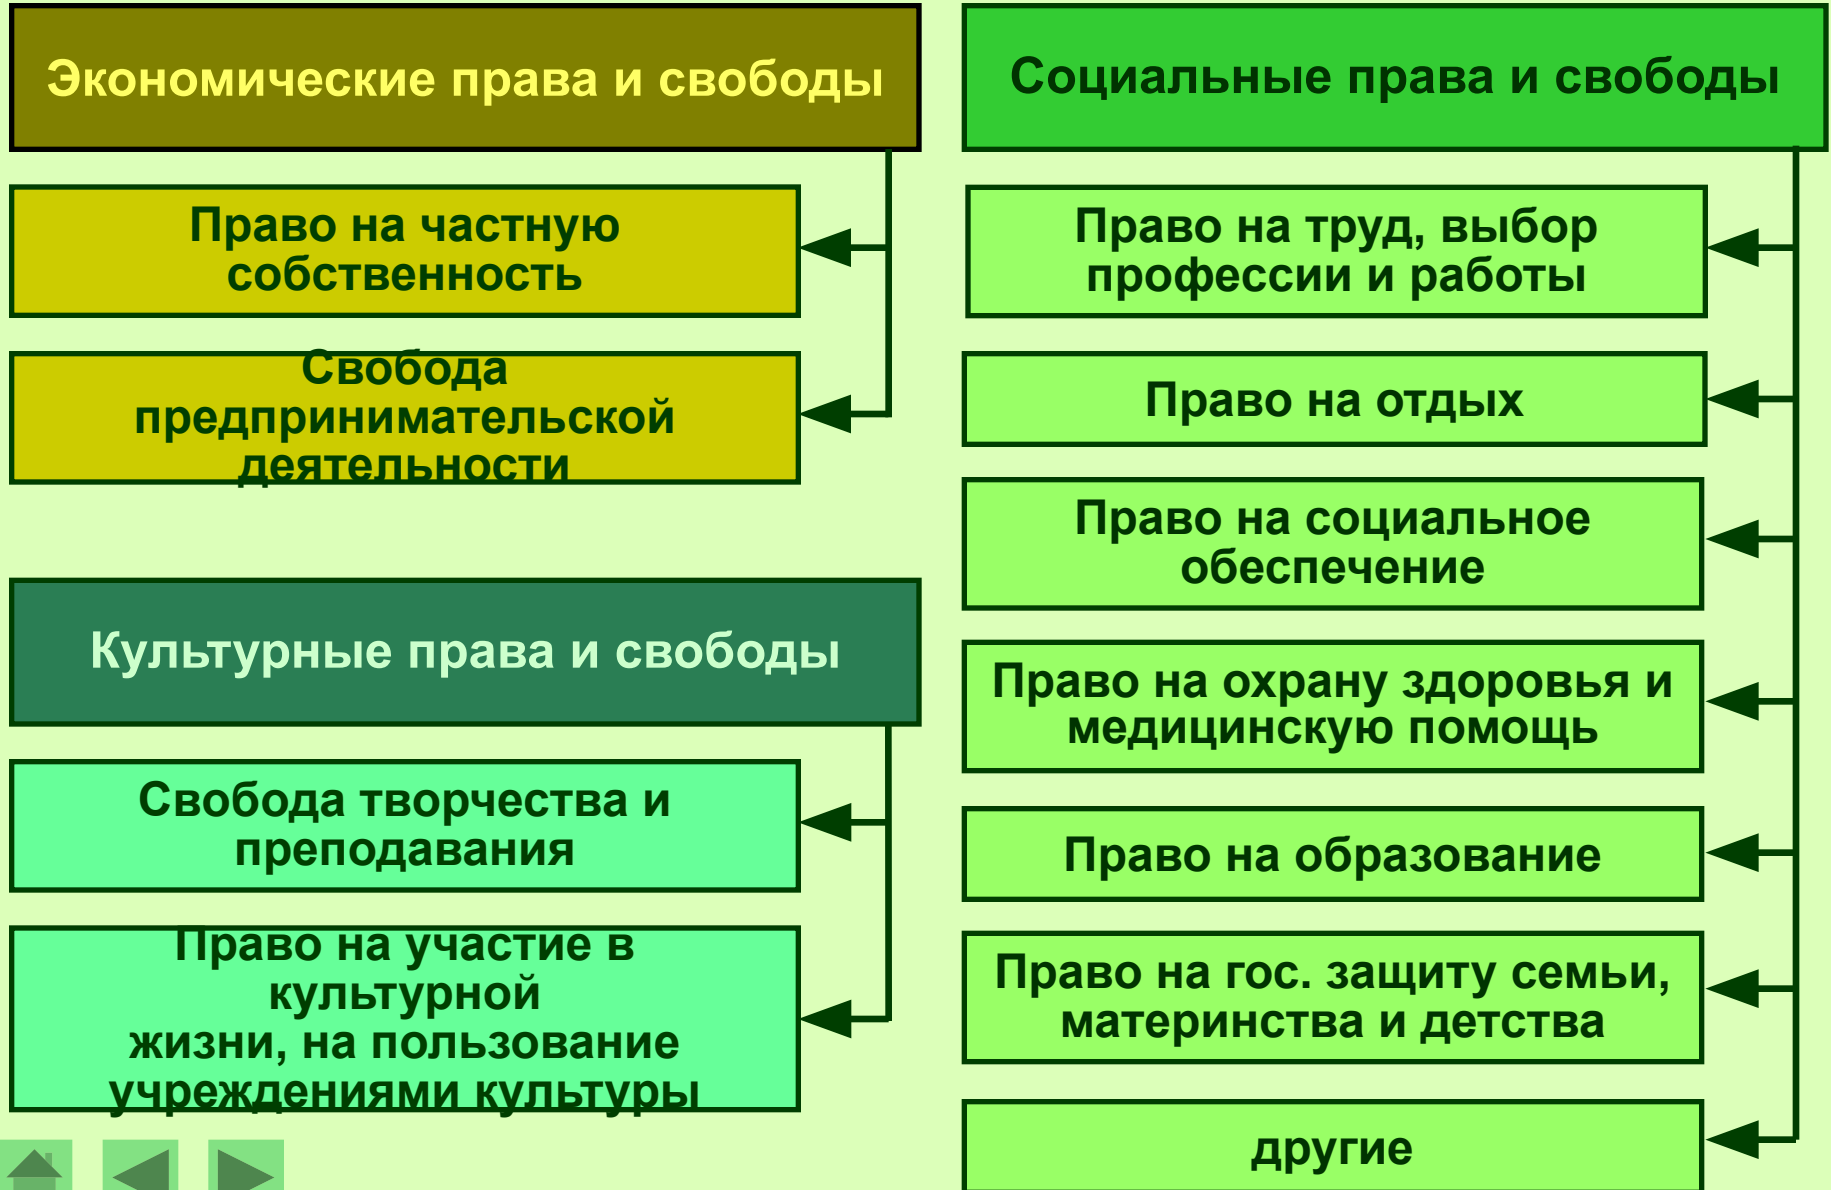 Экономические права и свободы
Право на частную
собственность
Свобода
предпринимательской
деятельности
Культурные права и свободы
Свобода творчества и
преподавания
Право на участие в
культурной
жизни, на пользование
учреждениями культуры
Социальные права и свободы
Право на труд, выбор
профессии и работы
Право на отдых
Право на социальное
обеспечение
Право на охрану здоровья и
медицинскую помощь
Право на образование
Право на гос. защиту семьи,
материнства и детства
другие